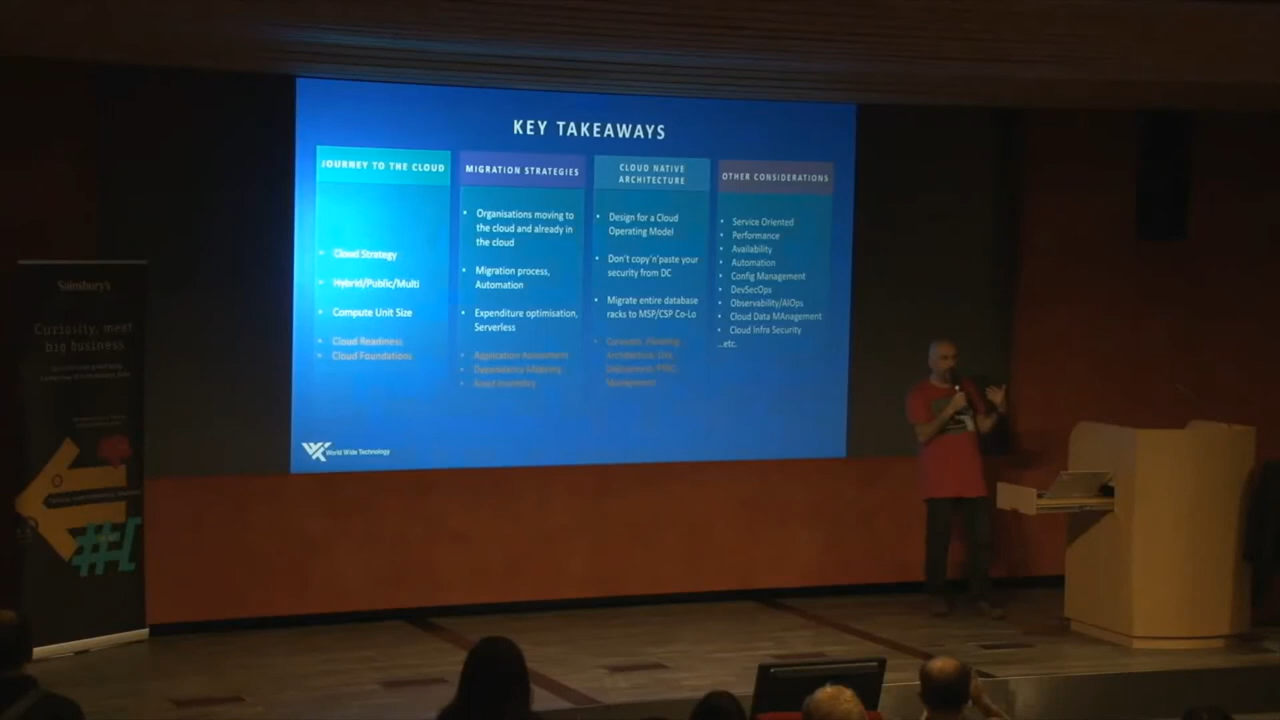 KEY TAKEAWAYS
JOURNEY TO THE CLOUD
• Cloud Strategy
• Hybrid/Public/Multi
• Compute Unit Size
• Cloud Readiness
• Cloud Foundations
MIGRATION STRATEGIES
• Organisations moving to
the cloud and already in
the cloud
• Migration process,
Automation
• Expenditure optimisation,
Serverless
• Application Assessment
• Dependency Mapping
• Asset Inventory
CLOUD NATIVE
ARCHITECTURE
• Design for a Cloud
Operating Model
• Don't copy'n'paste your
security from DC
• Migrate entire database
racks to MSP/CSP Co-Lo
Management
OTHER CONSIDERATIONS
• Service Oriented
• Performance
• Availability
• Automation
• Config Management
• DevSecOps
• Observability/AIOps
• Cloud Data MAnagement
• Cloud Infra Security
...etc.
World Wide Technology
Sainsbury's
Curiosity, meet
big business.